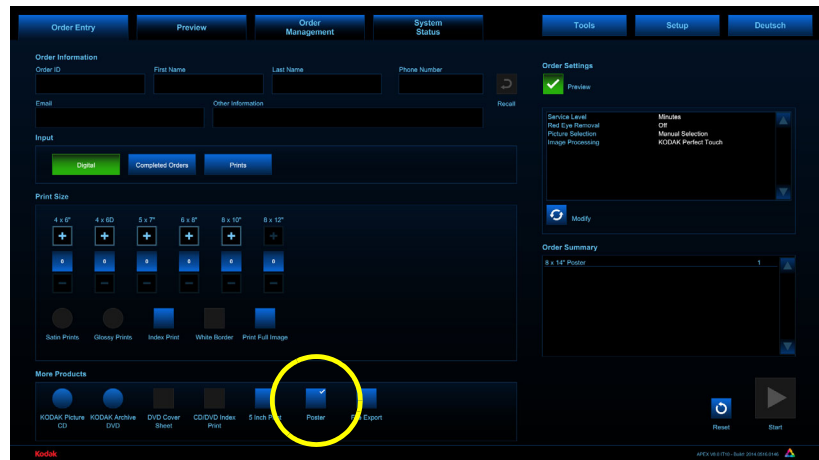 Order Entry
Preview
Order
Management
System
Status
Tools
Setup
Deutsch
Order Information
Order ID
First Name
Last Name
Phone Number
Recall
Email
Other Information
Input
Digital
Completed Orders
Prints
Print Size
4 x 6"
4 x 6D
5 x 7"
6 x 8"
8 x 10"
8 x 12"
0
0
0
0
0
0
Satin Prints
Glossy Prints
Index Print
White Border
Print Full Image
More Products
KODAK Picture
CD
KODAK Archive
DVD
DVD Cover
Sheet
CD/DVD Index
Print
5 Inch Print
Poster
Export
Order Settings
Preview
Service Level Minutes
Red Eye Removal Off
Picture Selection Manual Selection
Image Processing KODAK Perfect Touch
Modify
Order Summary
8 x 14" Poster 1
Reset
Start
Kodak